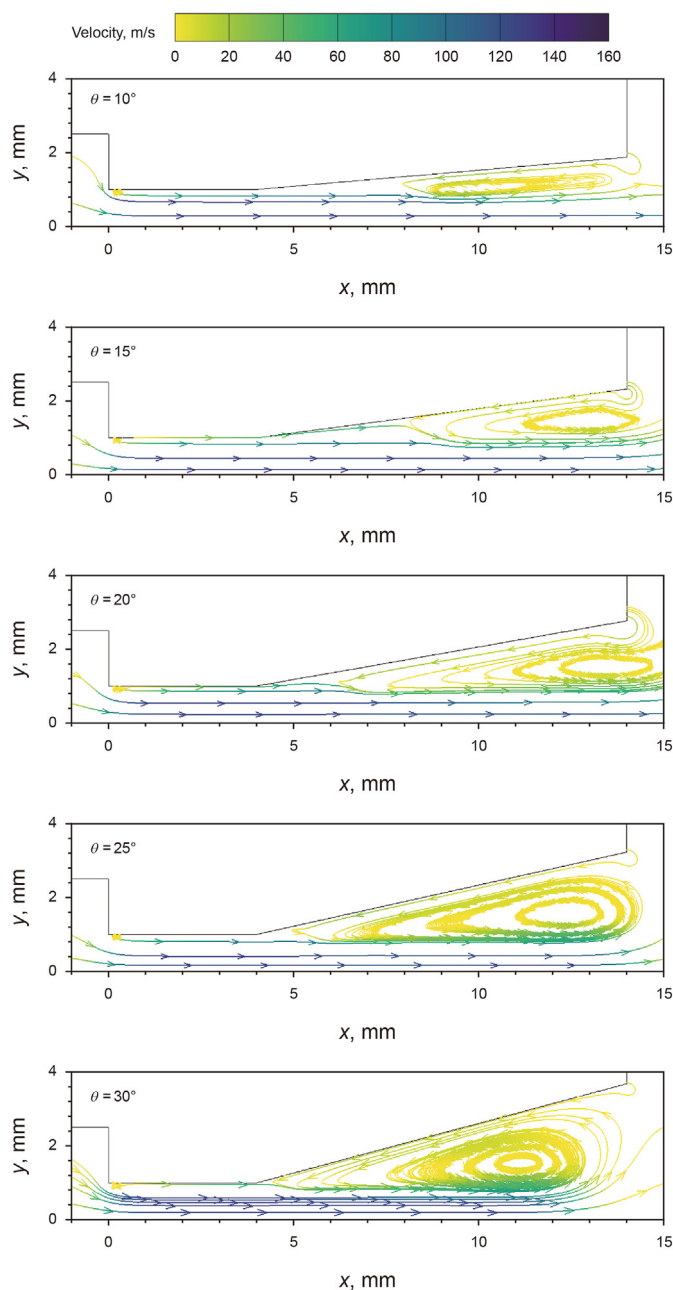 Velocity, m/s
0 20 40 60 80 100 120 140 160
4
θ = 10°
y, mm
2
0
0 5 10 15
x, mm
4
θ = 15°
y, mm
2
0
0 5 10 15
x, mm
4
θ = 20°
y, mm
2
0
0 5 10 15
x, mm
4
θ = 25°
y, mm
2
0
0 5 10 15
x, mm
4
θ = 30°
y, mm
2
0
0 5 10 15
x, mm